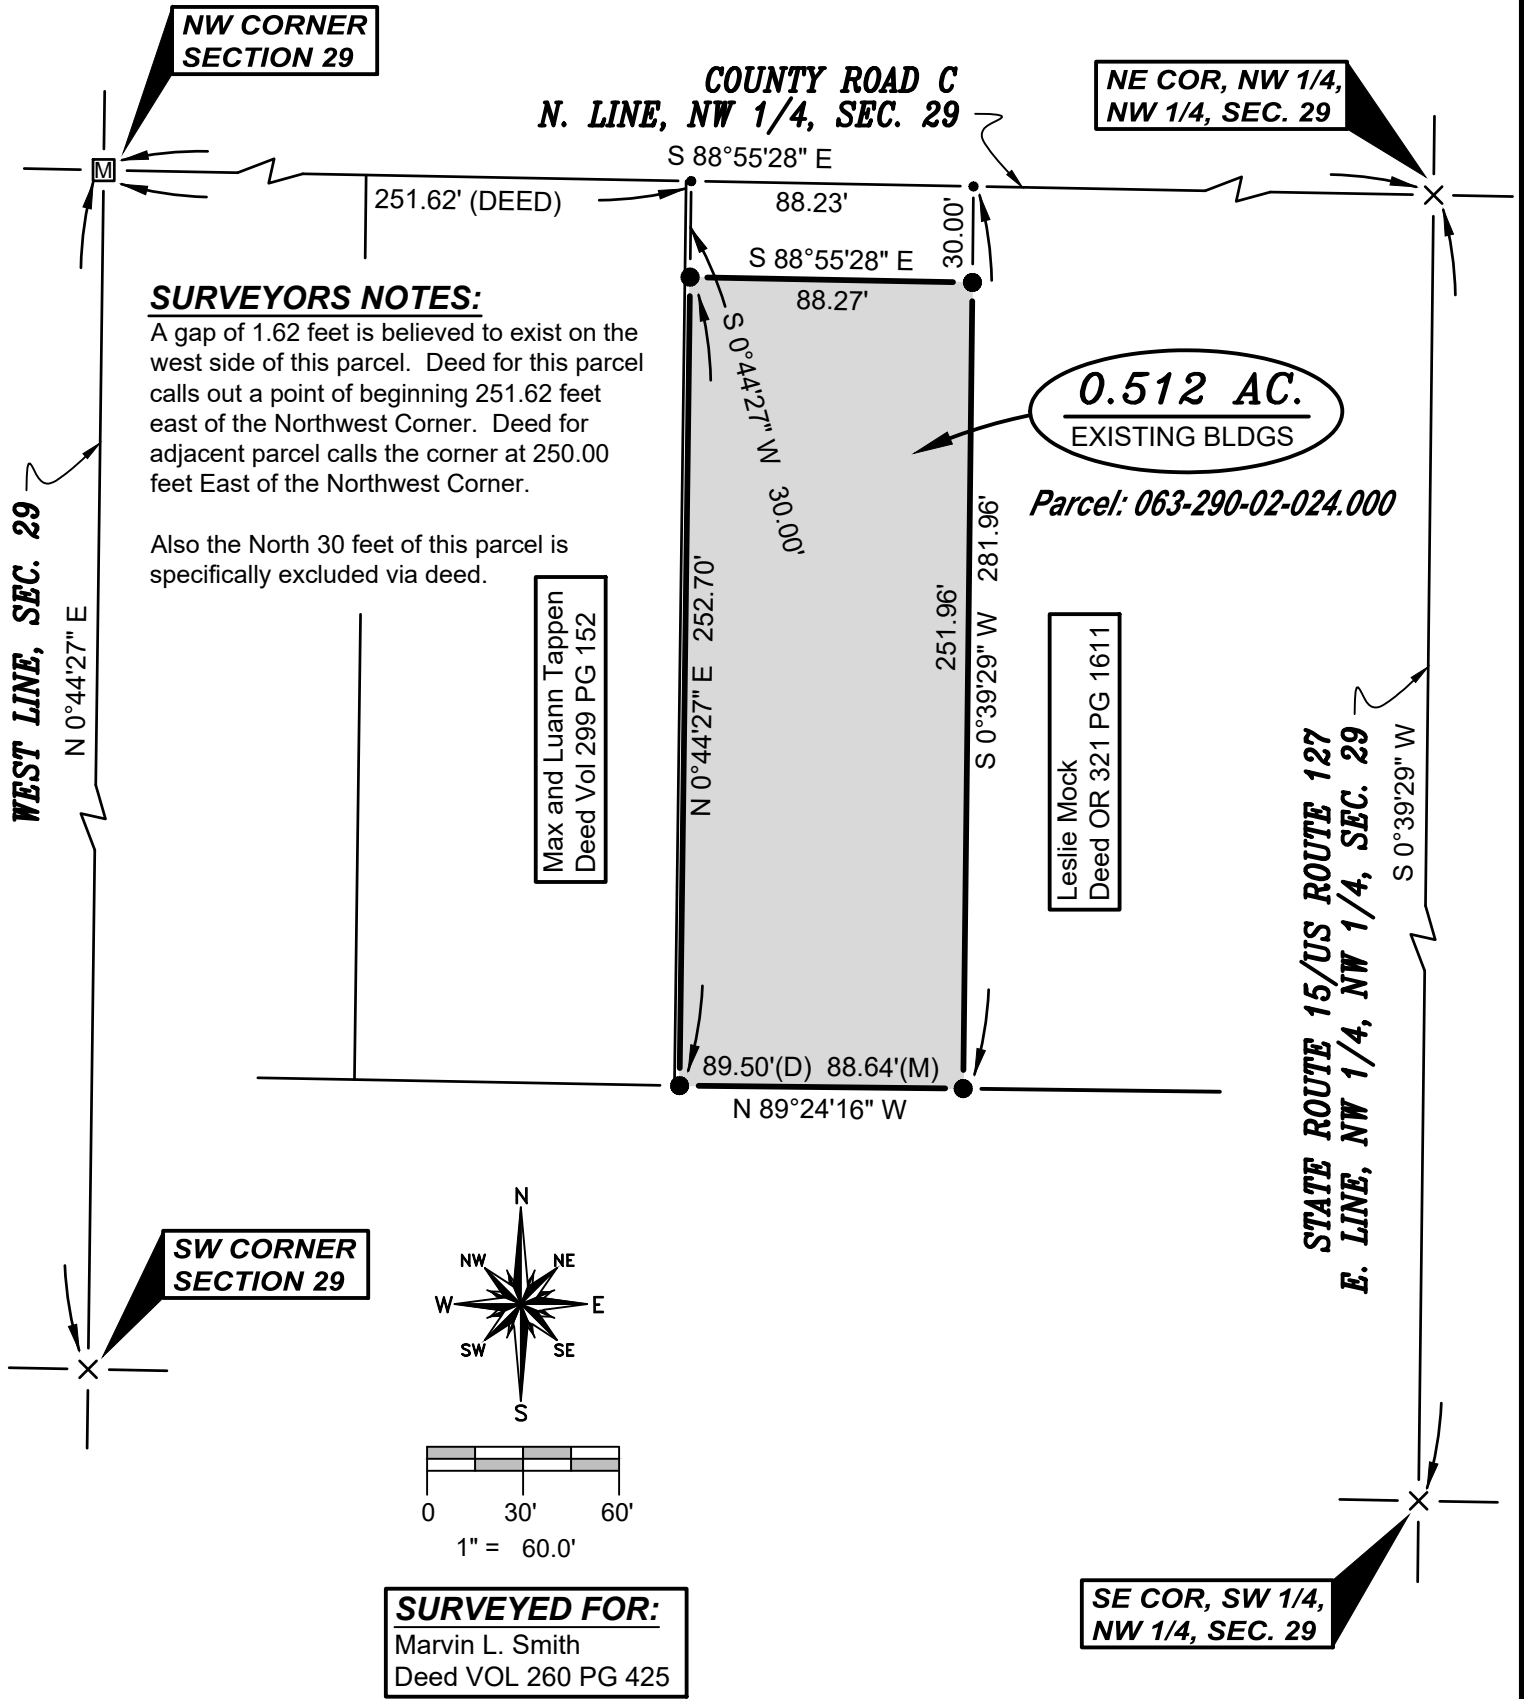 NW CORNER
SECTION 29
COUNTY ROAD C
N. LINE, NW 1/4, SEC. 29
NE COR, NW 1/4,
NW 1/4, SEC. 29
S 88°55'28" E
M
251.62' (DEED)
88.23'
30.00'
S 88°55'28" E
88.27'
S 0°44'27" W 30.00'
SURVEYORS NOTES:
A gap of 1.62 feet is believed to exist on the
west side of this parcel. Deed for this parcel
calls out a point of beginning 251.62 feet
east of the Northwest Corner. Deed for
adjacent parcel calls the corner at 250.00
feet East of the Northwest Corner.
Also the North 30 feet of this parcel is
specifically excluded via deed.
0.512 AC.
EXISTING BLDGS
Parcel: 063-290-02-024.000
WEST LINE, SEC. 29
N 0°44'27" E
Max and Luann Tappen
Deed Vol 299 PG 152
N 0°44'27" E 252.70'
251.96'
S 0°39'29" W 281.96'
Leslie Mock
Deed OR 321 PG 1611
STATE ROUTE 15/US ROUTE 127
E. LINE, NW 1/4, NW 1/4, SEC. 29
S 0°39'29" W
89.50'(D) 88.64'(M)
N 89°24'16" W
SW CORNER
SECTION 29
N
NW
NE
W
E
SW
SE
S
0 30' 60'
1" = 60.0'
SURVEYED FOR:
Marvin L. Smith
Deed VOL 260 PG 425
SE COR, SW 1/4,
NW 1/4, SEC. 29